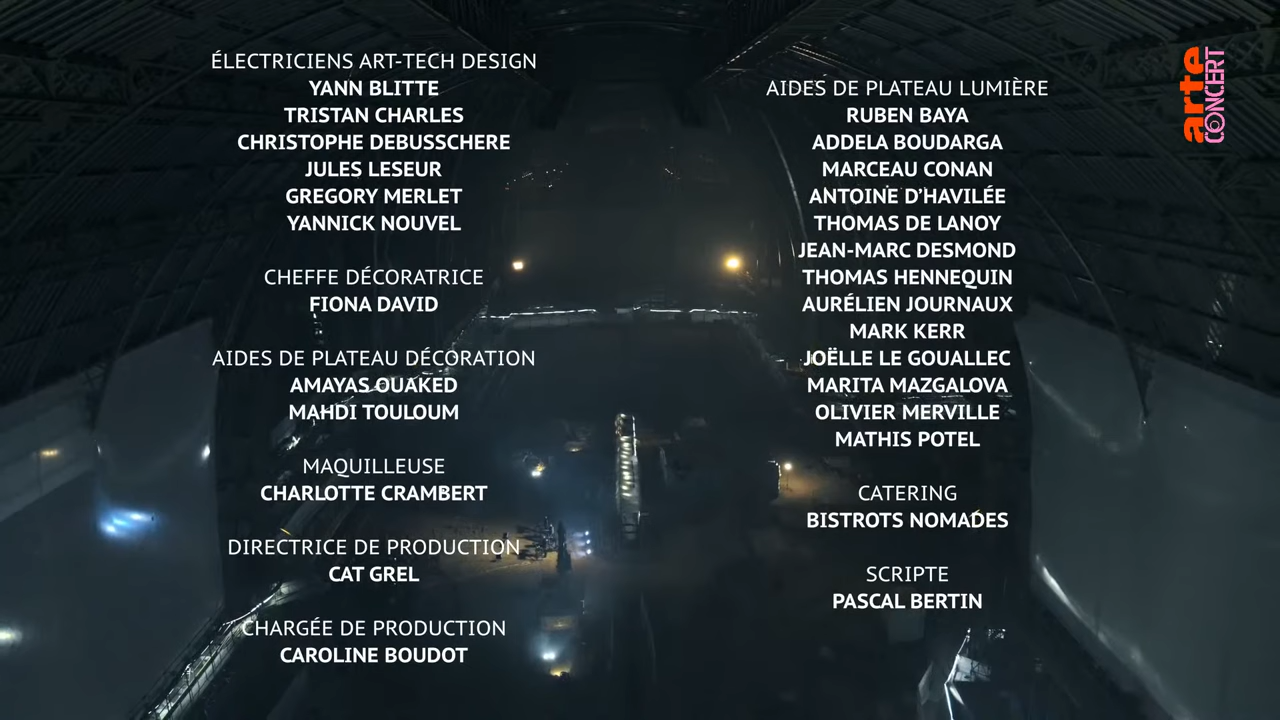 ÉLECTRICIENS ART-TECH DESIGN
YANN BLITTE
TRISTAN CHARLES
CHRISTOPHE DEBUSSCHERE
JULES LESEUR
GREGORY MERLET
YANNICK NOUVEL
CHEFFE DÉCORATRICE
FIONA DAVID
AIDES DE PLATEAU DÉCORATION
AMAYAS OUAKED
MAHDI TOULOUM
MAQUILLEUSE
CHARLOTTE CRAMBERT
DIRECTRICE DE PRODUCTION
CAT GREL
CHARGÉE DE PRODUCTION
CAROLINE BOUDOT
AIDES DE PLATEAU LUMIÈRE
RUBEN BAYA
ADDELA BOUDARGA
MARCEAU CONAN
ANTOINE D'HAVILÉE
THOMAS DE LANOY
JEAN-MARC DESMOND
THOMAS HENNEQUIN
AURÉLIEN JOURNAUX
MARK KERR
JOËLLE LE GOUALLEC
MARITA MAZGALOVA
OLIVIER MERVILLE
MATHIS POTEL
CATERING
BISTROTS NOMADES
SCRIPTE
PASCAL BERTIN
arte
CONCERT